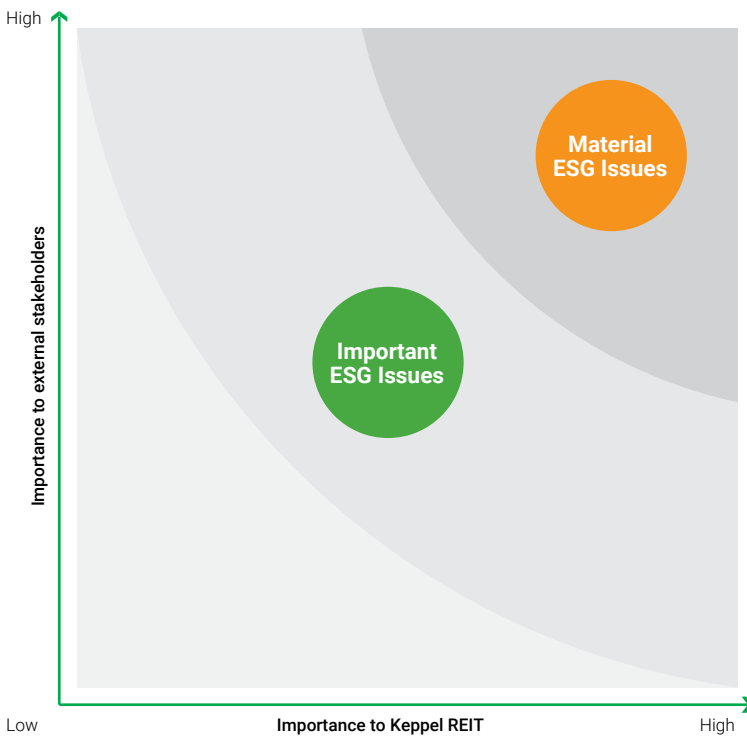 High
Material
ESG Issues
Important
ESG Issues
Importance to external stakeholders
Low
Importance to Keppel REIT
High